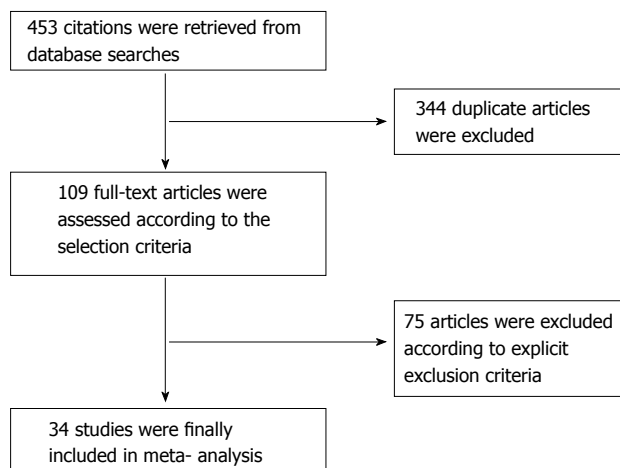 453 citations were retrieved from
database searches
344 duplicate articles
were excluded
109 full-text articles were
assessed according to the
selection criteria
75 articles were excluded
according to explicit
exclusion criteria
34 studies were finally
included in meta- analysis